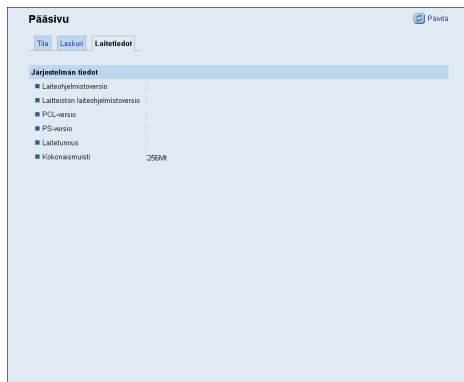 Pääsivu
Päivitä
Tila Laskuri Laitetiedot
Järjestelmän tiedot
Laiteohjelmistoversio :
Laitteiston laiteohjelmistoversio :
PCL-versio :
PS-versio :
Laitetunnus :
Kokonaismuisti :256Mt